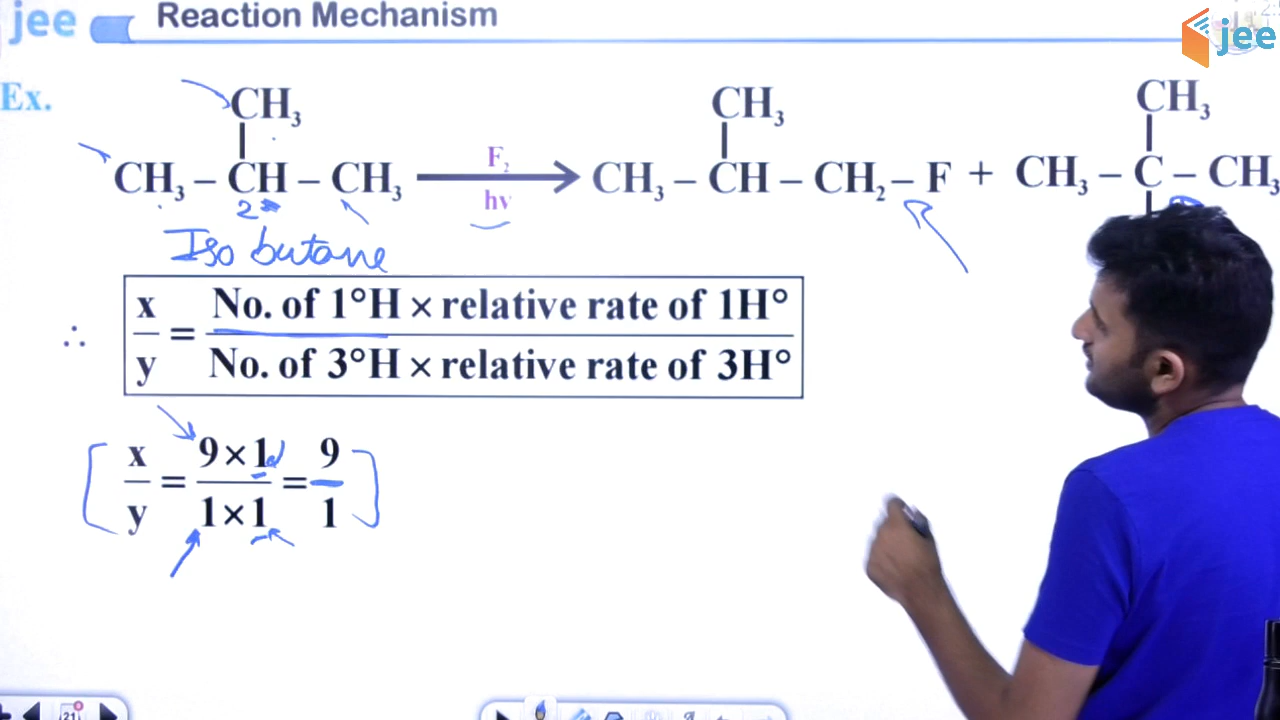 jee Reaction Mechanism
jee
Ex.
CH₃ CH₃ CH₃
CH₃ – CH – CH₃ F₂ hν CH₃ – CH – CH₂ – F + CH₃ – C – CH₃
2°
Iso butane
∴ x/y = No. of 1°H × relative rate of 1H° / No. of 3°H × relative rate of 3H°
x/y = 9 × 1 / 1 × 1 = 9/1
21